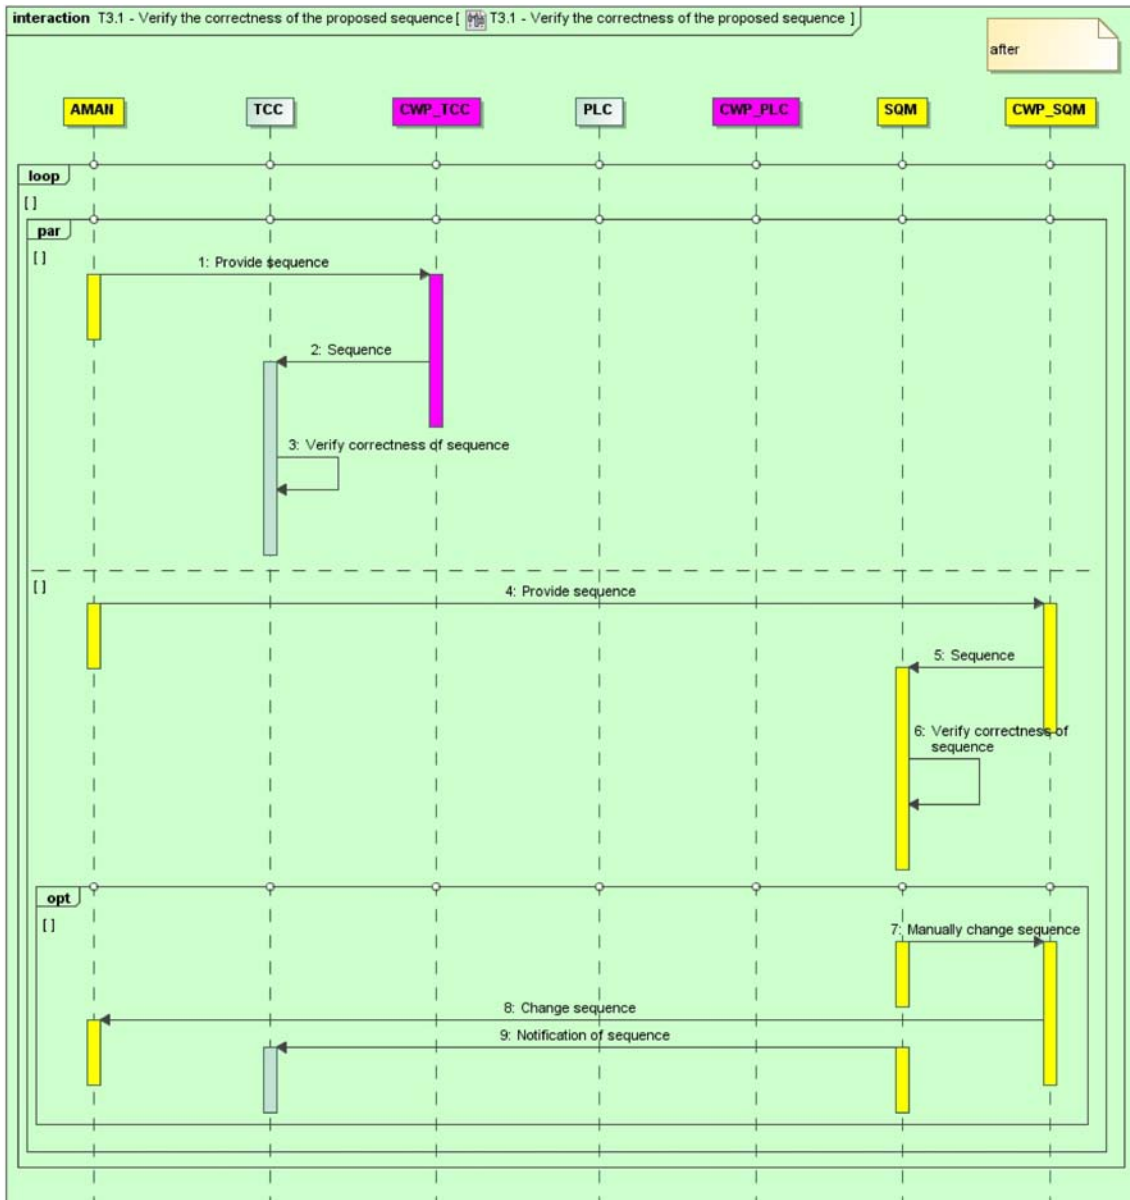 interaction T3.1 - Verify the correctness of the proposed sequence [ T3.1 - Verify the correctness of the proposed sequence ]
after
AMAN TCC CWP_TCC PLC CWP_PLC SQM CWP_SQM
loop
[ ]
par
[ ]
1: Provide sequence
2: Sequence
3: Verify correctness of sequence
[ ]
4: Provide sequence
5: Sequence
6: Verify correctness of
sequence
opt
[ ]
7: Manually change sequence
8: Change sequence
9: Notification of sequence